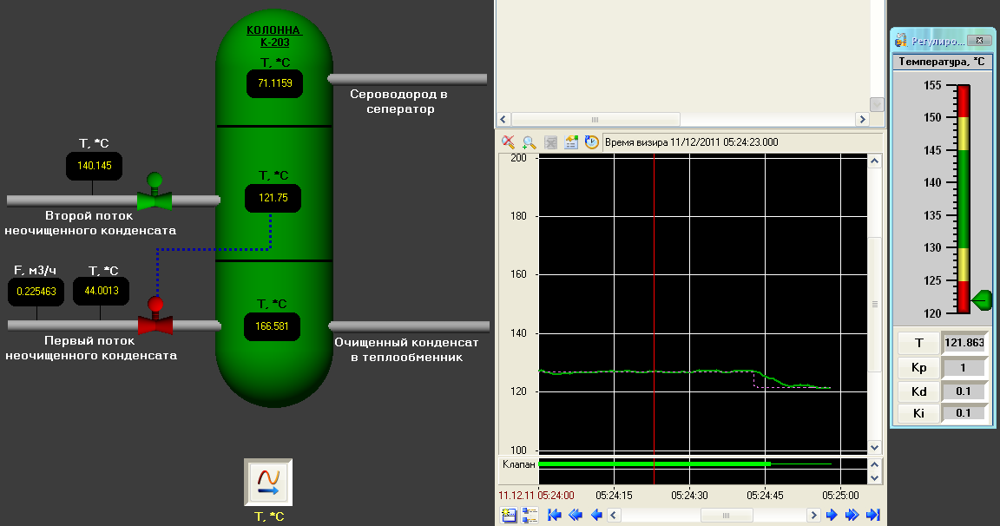 КОЛОННА
К-203
T, *C
71.1159
Сероводород в
сеператор
T, *C
140.145
T, *C
121.75
Второй поток
неочищенного конденсата
F, м3/ч
T, *C
0.225463
44.0013
T, *C
166.581
Первый поток
неочищенного конденсата
Очищенный конденсат
в теплообменник
T, *C
Время визира 11/12/2011 05:24:23.000
200
180
160
140
120
100
Клапан
11.12.11 05:24:00
05:24:15
05:24:30
05:24:45
05:25:00
Регулиро...
Температура, *C
155
150
145
140
135
130
125
120
T
121.863
Kp
1
Kd
0.1
Ki
0.1